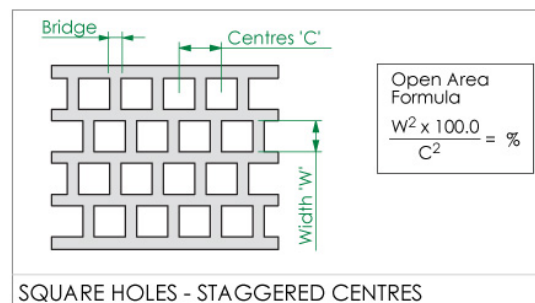 Bridge
Centres 'C'
Open Area
Formula
W² x 100.0
C²
= %
Width 'W'
SQUARE HOLES - STAGGERED CENTRES